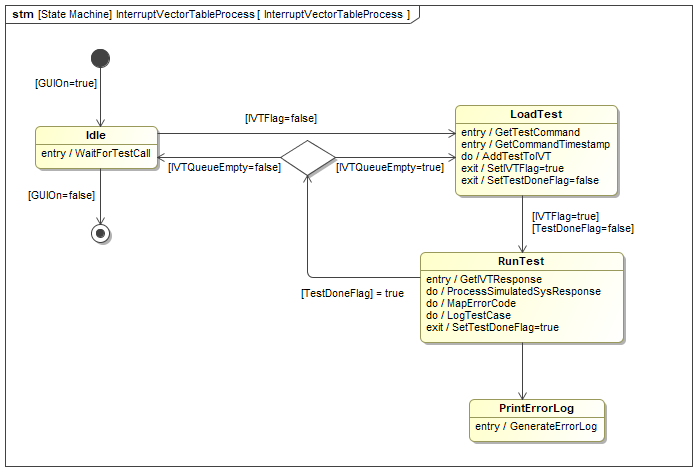 stm [State Machine] InterruptVectorTableProcess [ InterruptVectorTableProcess ]
[GUIOn=true]
[IVTFlag=false]
Idle
entry / WaitForTestCall
LoadTest
entry / GetTestCommand
entry / GetCommandTimestamp
do / AddTestToIVT
exit / SetIVTFlag=true
exit / SetTestDoneFlag=false
[IVTQueueEmpty=false]
[IVTQueueEmpty=true]
[GUIOn=false]
[IVTFlag=true]
[TestDoneFlag=false]
RunTest
entry / GetIVTResponse
do / ProcessSimulatedSysResponse
do / MapErrorCode
do / LogTestCase
exit / SetTestDoneFlag=true
[TestDoneFlag] = true
PrintErrorLog
entry / GenerateErrorLog